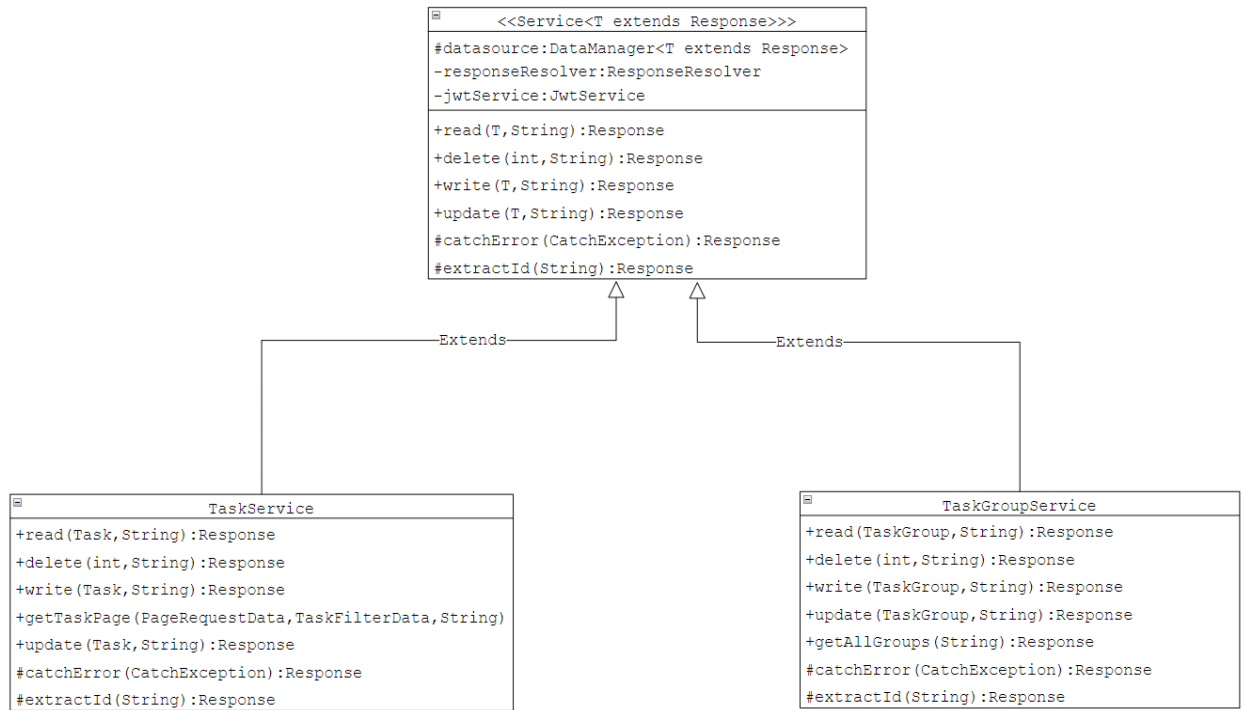 <<Service<T extends Response>>>
#datasource:DataManager<T extends Response>
-responseResolver:ResponseResolver
-jwtService:JwtService
+read(T,String):Response
+delete(int,String):Response
+write(T,String):Response
+update(T,String):Response
#catchError(CatchException):Response
#extractId(String):Response
Extends
Extends
TaskService
+read(Task,String):Response
+delete(int,String):Response
+write(Task,String):Response
+getTaskPage(PageRequestData,TaskFilterData,String)
+update(Task,String):Response
#catchError(CatchException):Response
#extractId(String):Response
TaskGroupService
+read(TaskGroup,String):Response
+delete(int,String):Response
+write(TaskGroup,String):Response
+update(TaskGroup,String):Response
+getAllGroups(String):Response
#catchError(CatchException):Response
#extractId(String):Response